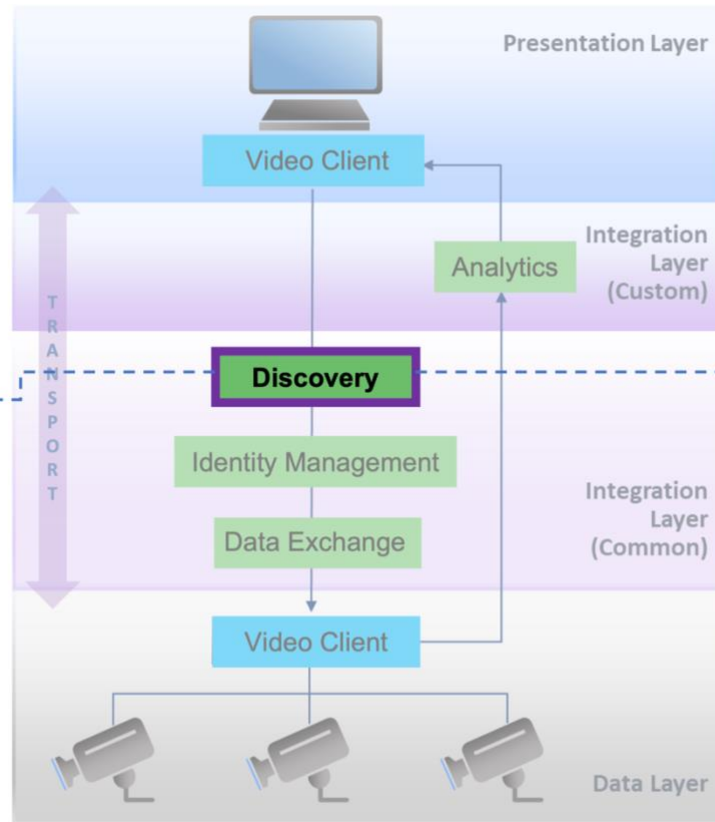 Presentation Layer
Video Client
Integration
Layer
(Custom)
Analytics
TRANSPORT
Discovery
Identity Management
Integration
Layer
(Common)
Data Exchange
Video Client
Data Layer